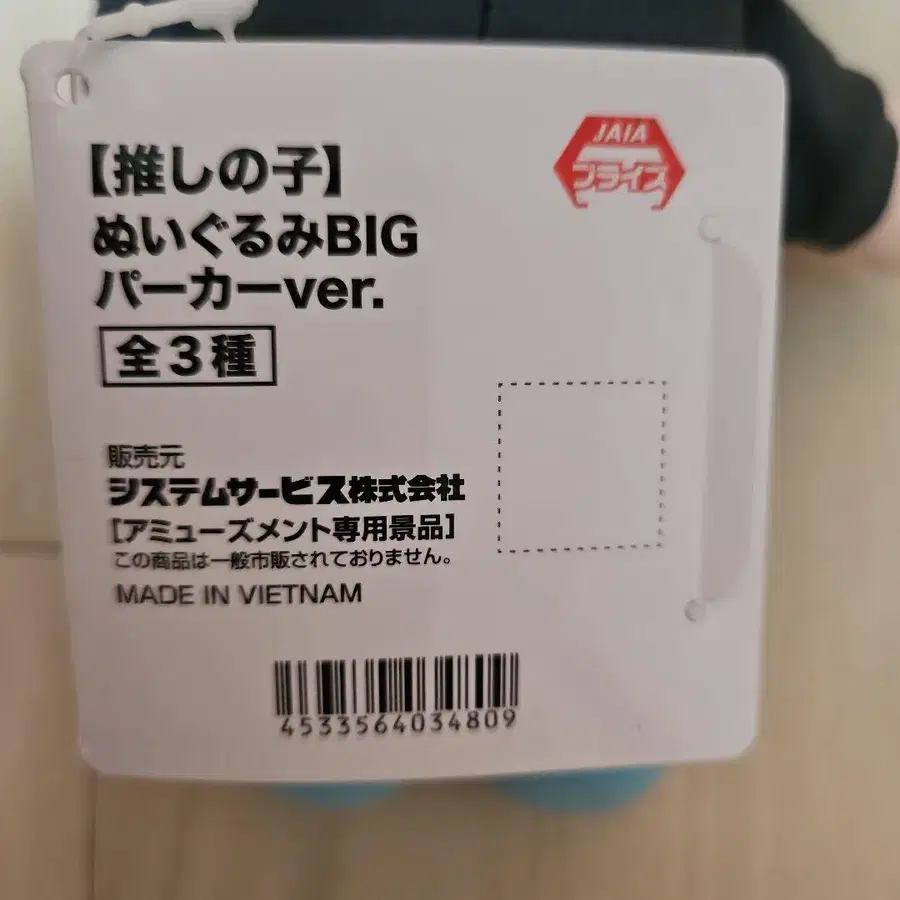 【推しの子】
JAIA
プライズ
ぬいぐるみBIG
パーカーver.
全3種
販売元
システムサービス株式会社
[アミューズメント専用景品]
この商品は一般市販されておりません。
MADE IN VIETNAM
4533564034809